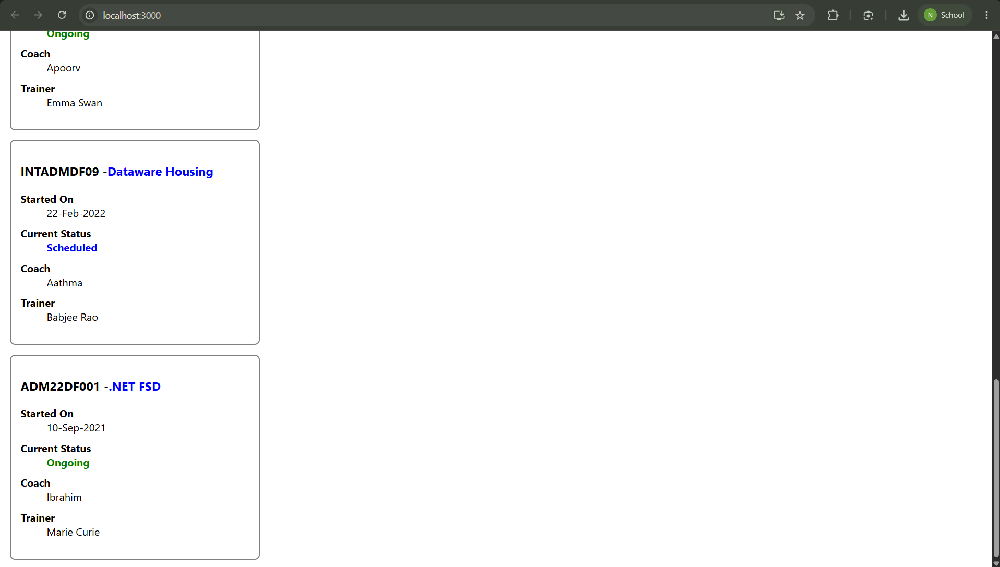 localhost:3000
N School
Ongoing
Coach
Apoorv
Trainer
Emma Swan
INTADMDF09 -Dataware Housing
Started On
22-Feb-2022
Current Status
Scheduled
Coach
Aathma
Trainer
Babjee Rao
ADM22DF001 -.NET FSD
Started On
10-Sep-2021
Current Status
Ongoing
Coach
Ibrahim
Trainer
Marie Curie